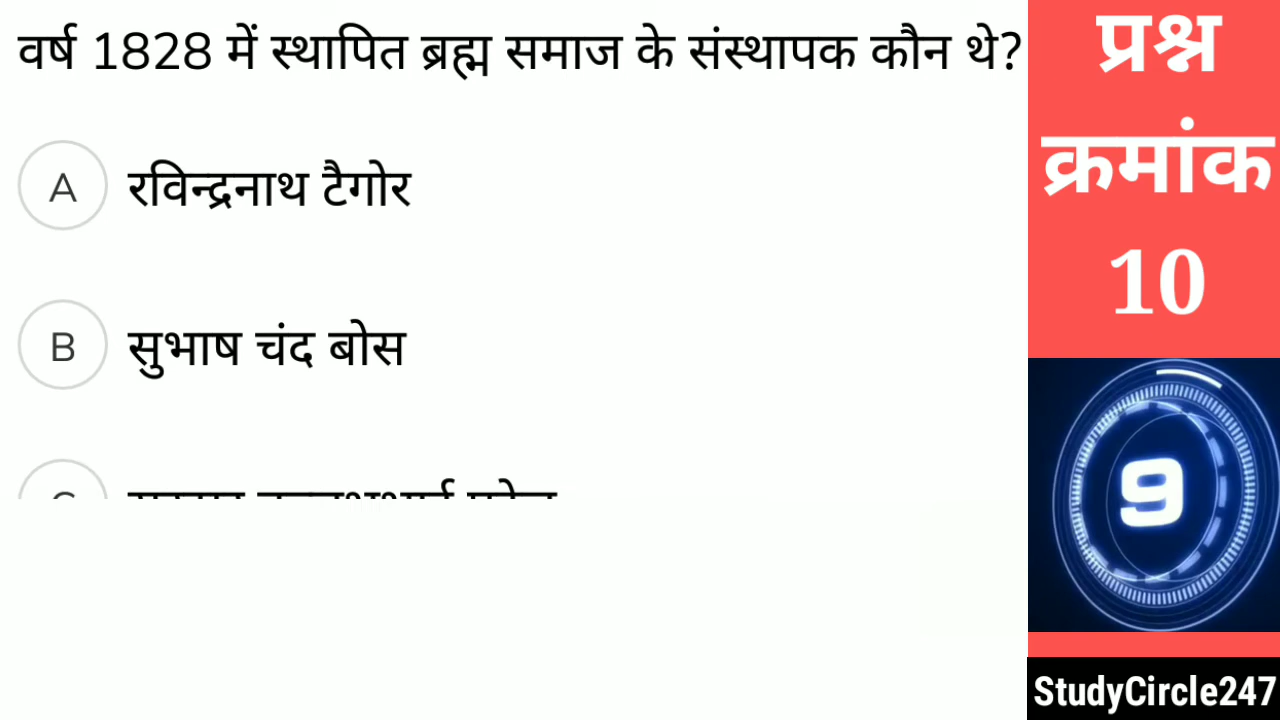 वर्ष 1828 में स्थापित ब्रह्म समाज के संस्थापक कौन थे?
A रविन्द्रनाथ टैगोर
B सुभाष चंद बोस
प्रश्न
क्रमांक
10
9
StudyCircle247